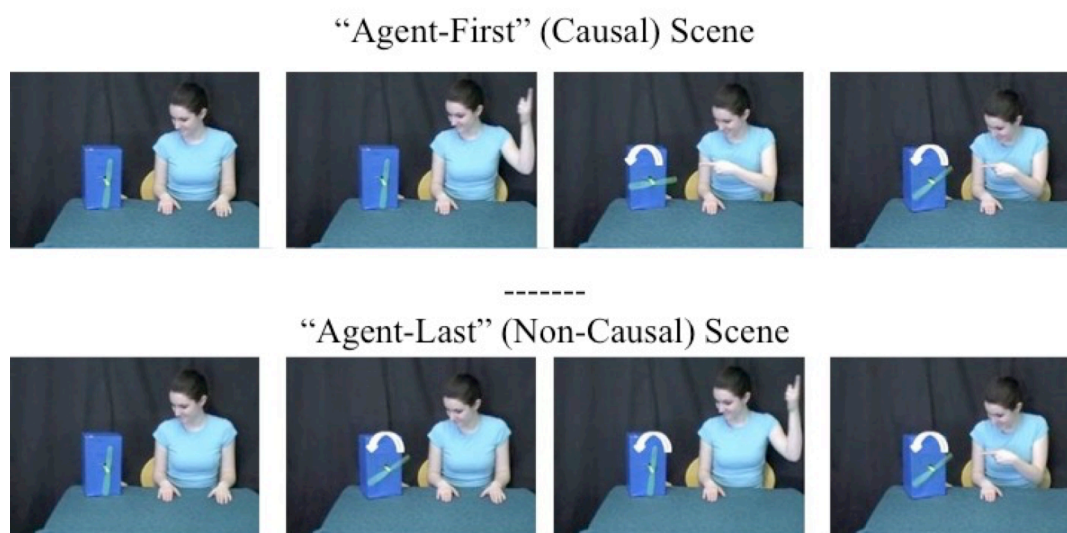 “Agent-First” (Causal) Scene
-------
“Agent-Last” (Non-Causal) Scene